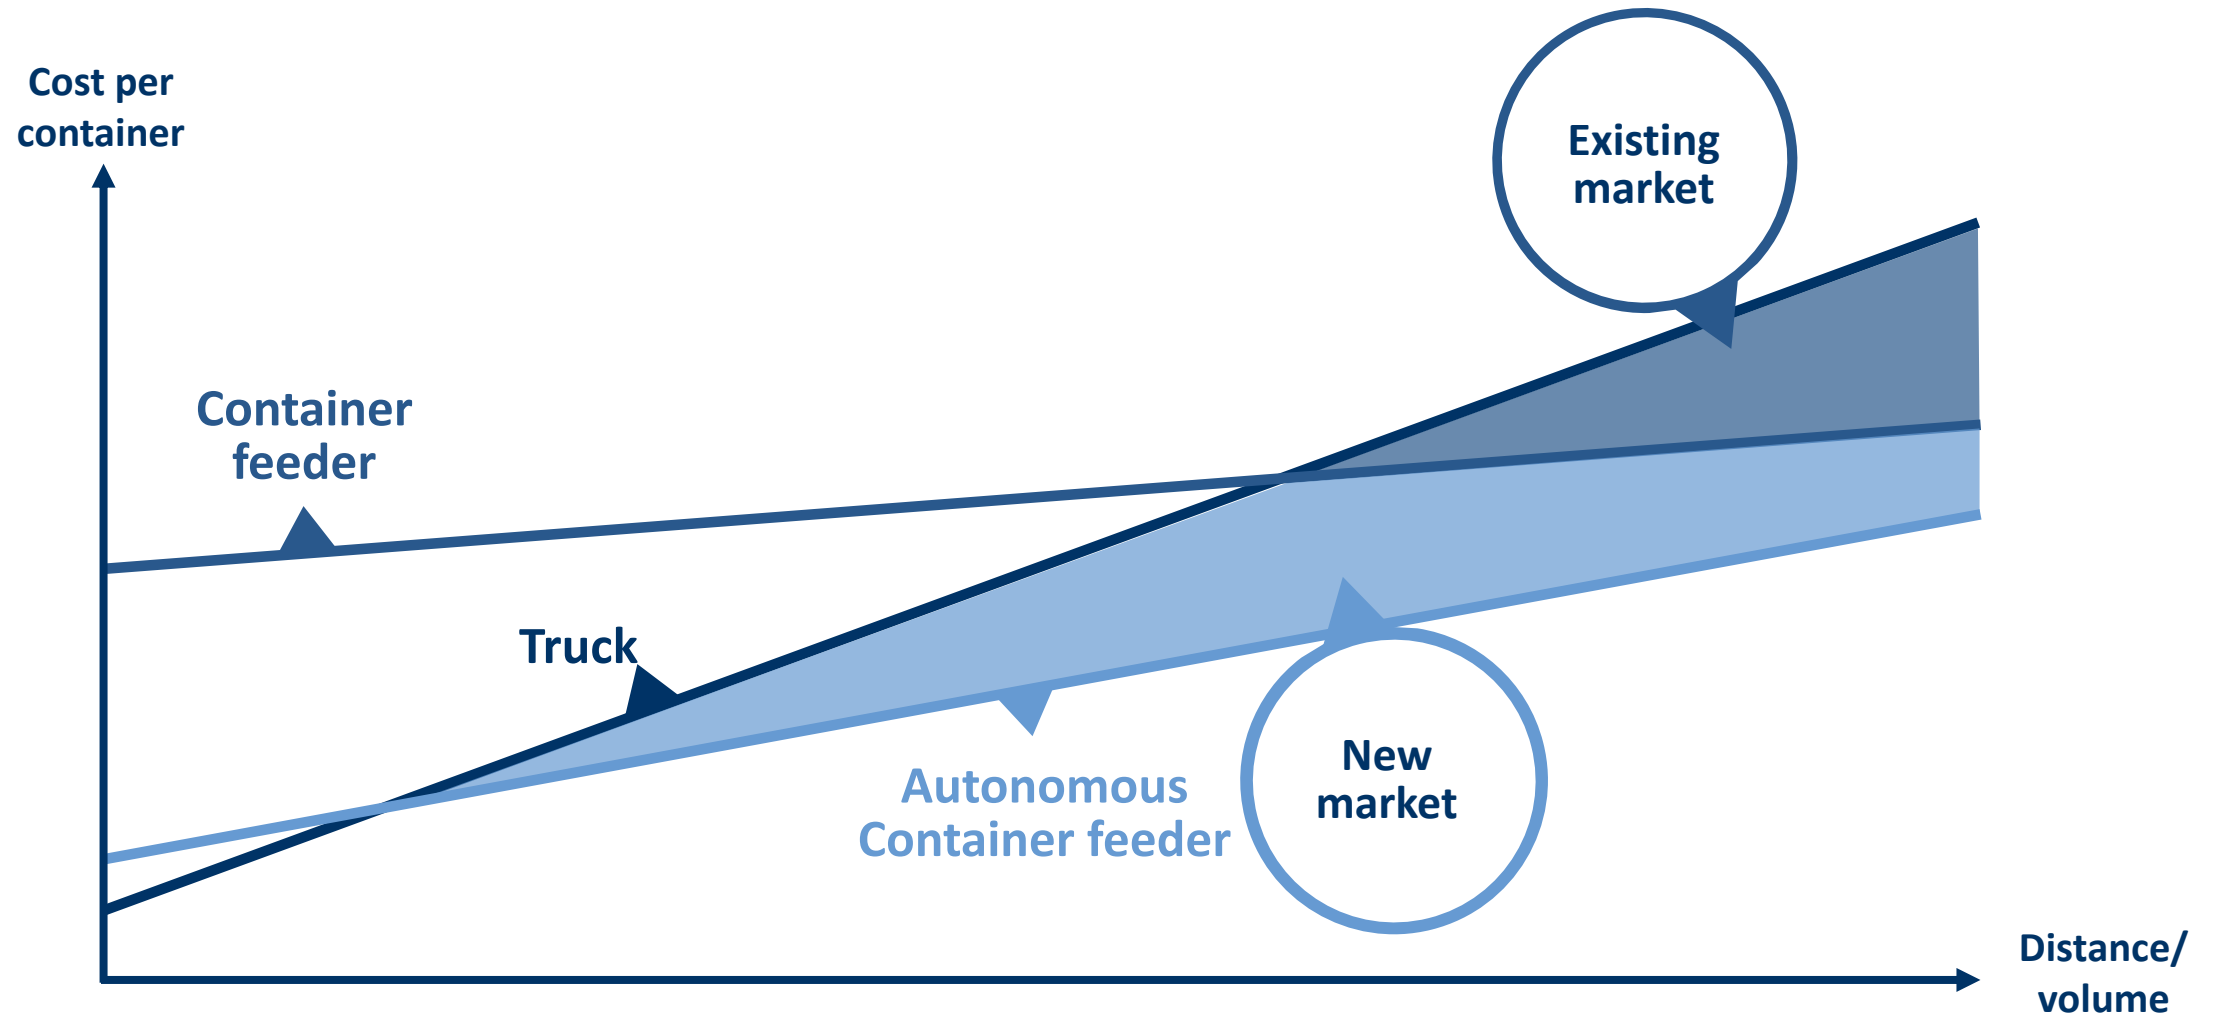 Cost per
container
Existing
market
Container
feeder
Truck
Autonomous
Container feeder
New
market
Distance/
volume